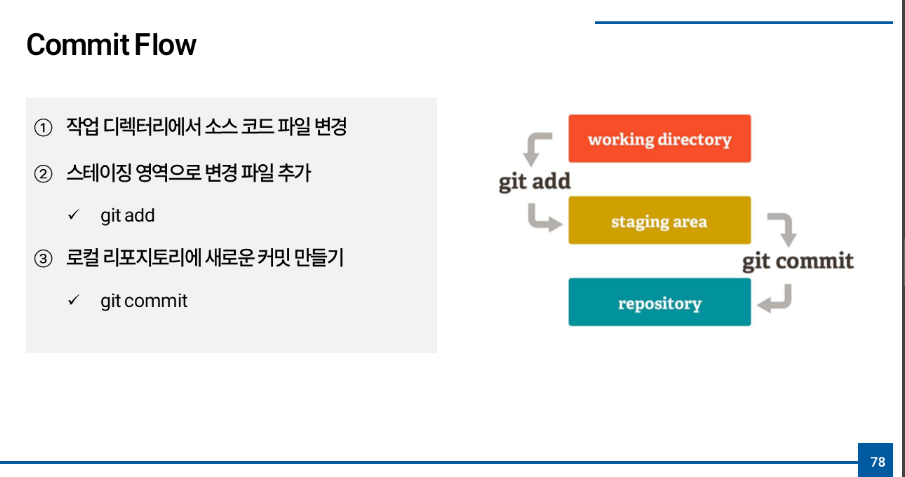 Commit Flow
① 작업 디렉터리에서 소스 코드 파일 변경
② 스테이징 영역으로 변경 파일 추가
✓ git add
③ 로컬 리포지토리에 새로운 커밋 만들기
✓ git commit
working directory
git add
staging area
git commit
repository
78